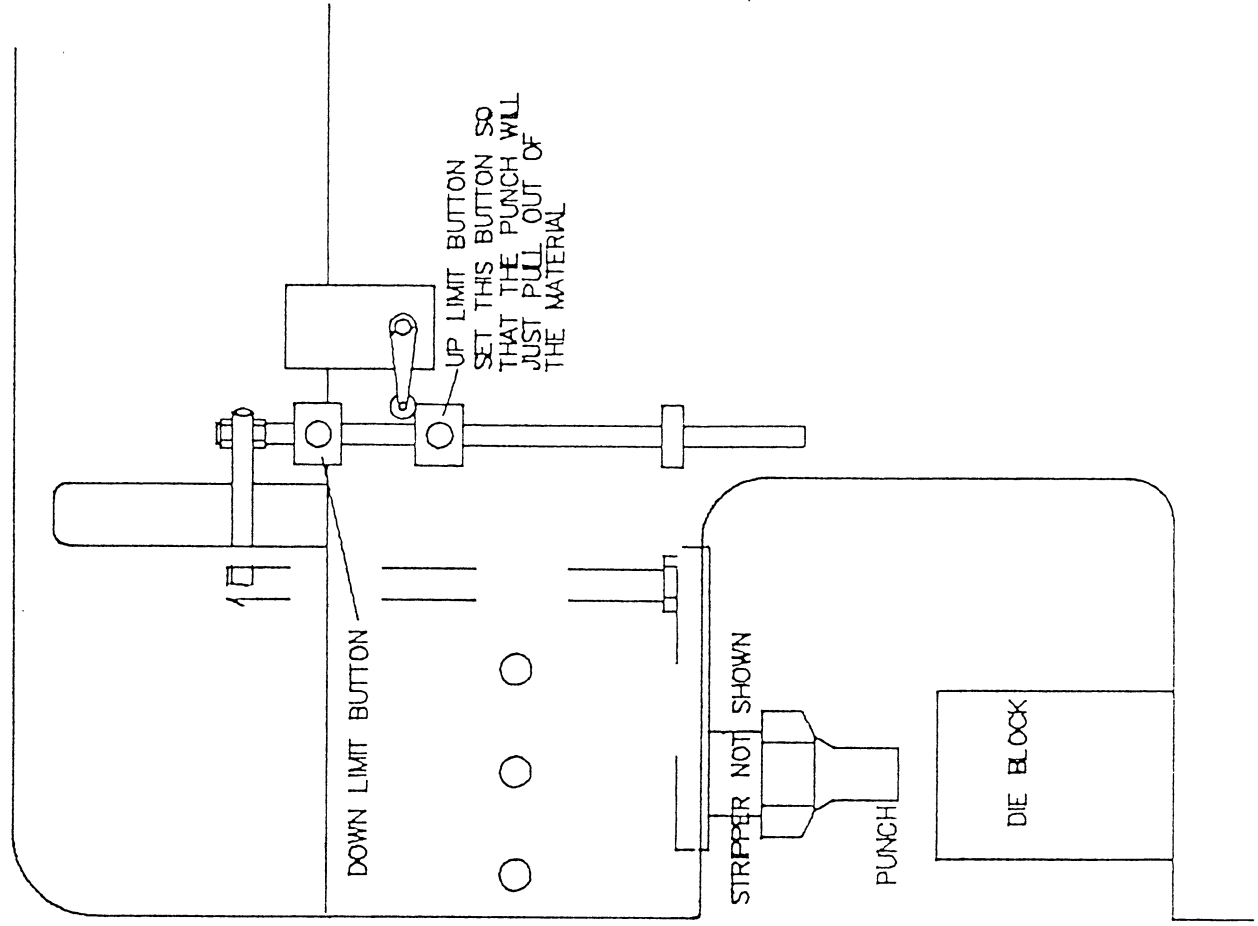 UP LIMIT BUTTON
SET THIS BUTTON SO
THAT THE PUNCH WILL
JUST PULL OUT OF
THE MATERIAL
DOWN LIMIT BUTTON
STRIPPER NOT SHOWN
PUNCH
DIE BLOCK